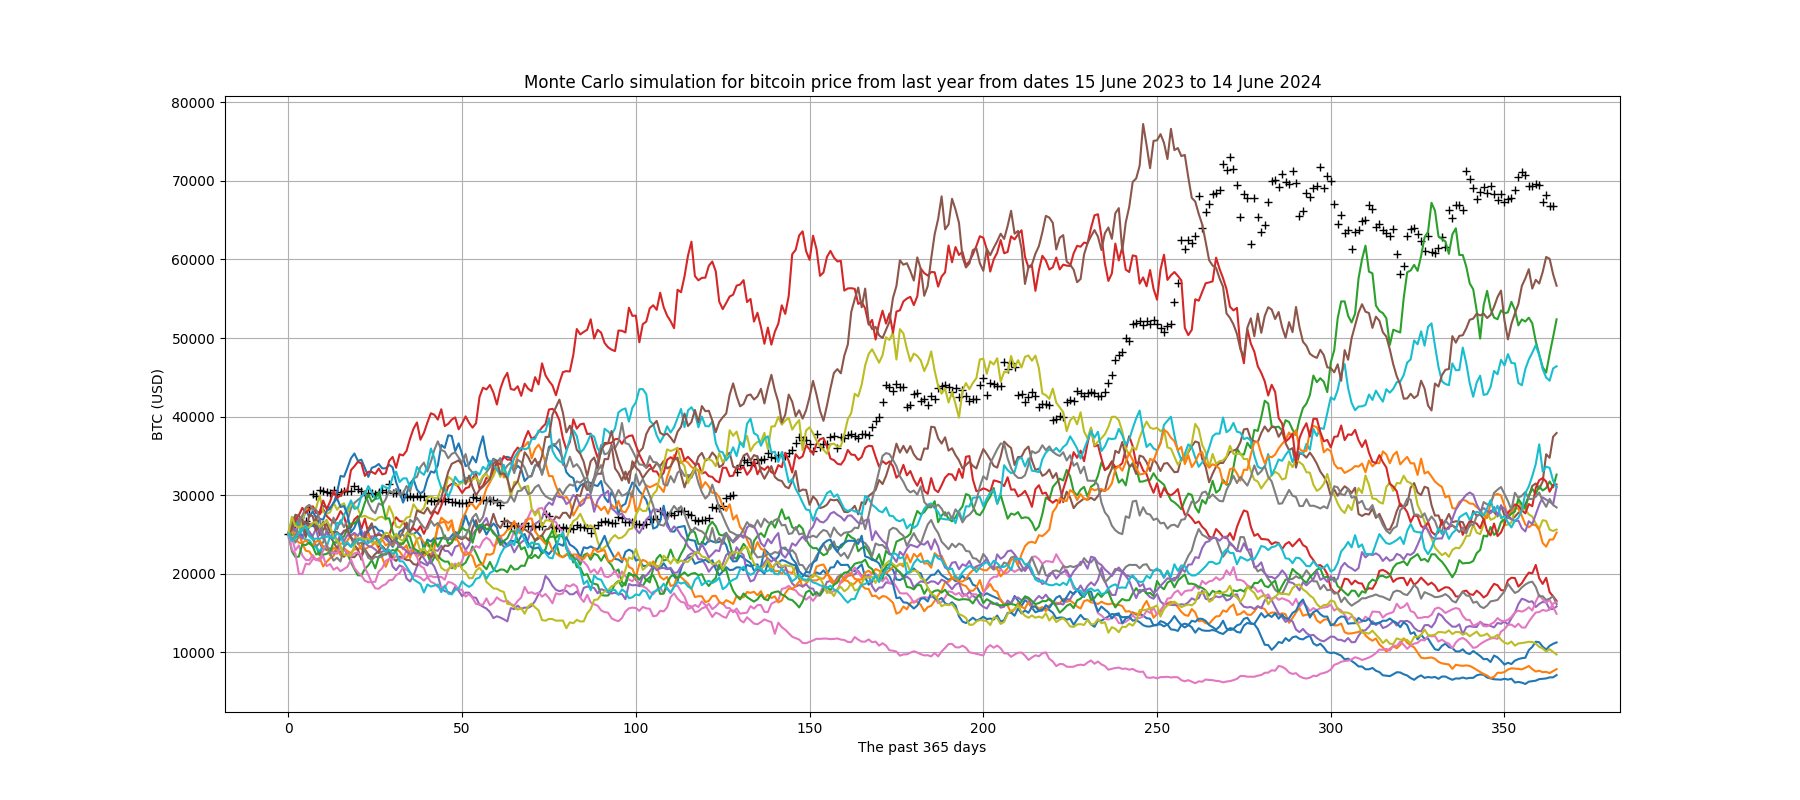 Monte Carlo simulation for bitcoin price from last year from dates 15 June 2023 to 14 June 2024
80000
70000
60000
50000
40000
30000
20000
10000
BTC (USD)
0 50 100 150 200 250 300 350
The past 365 days